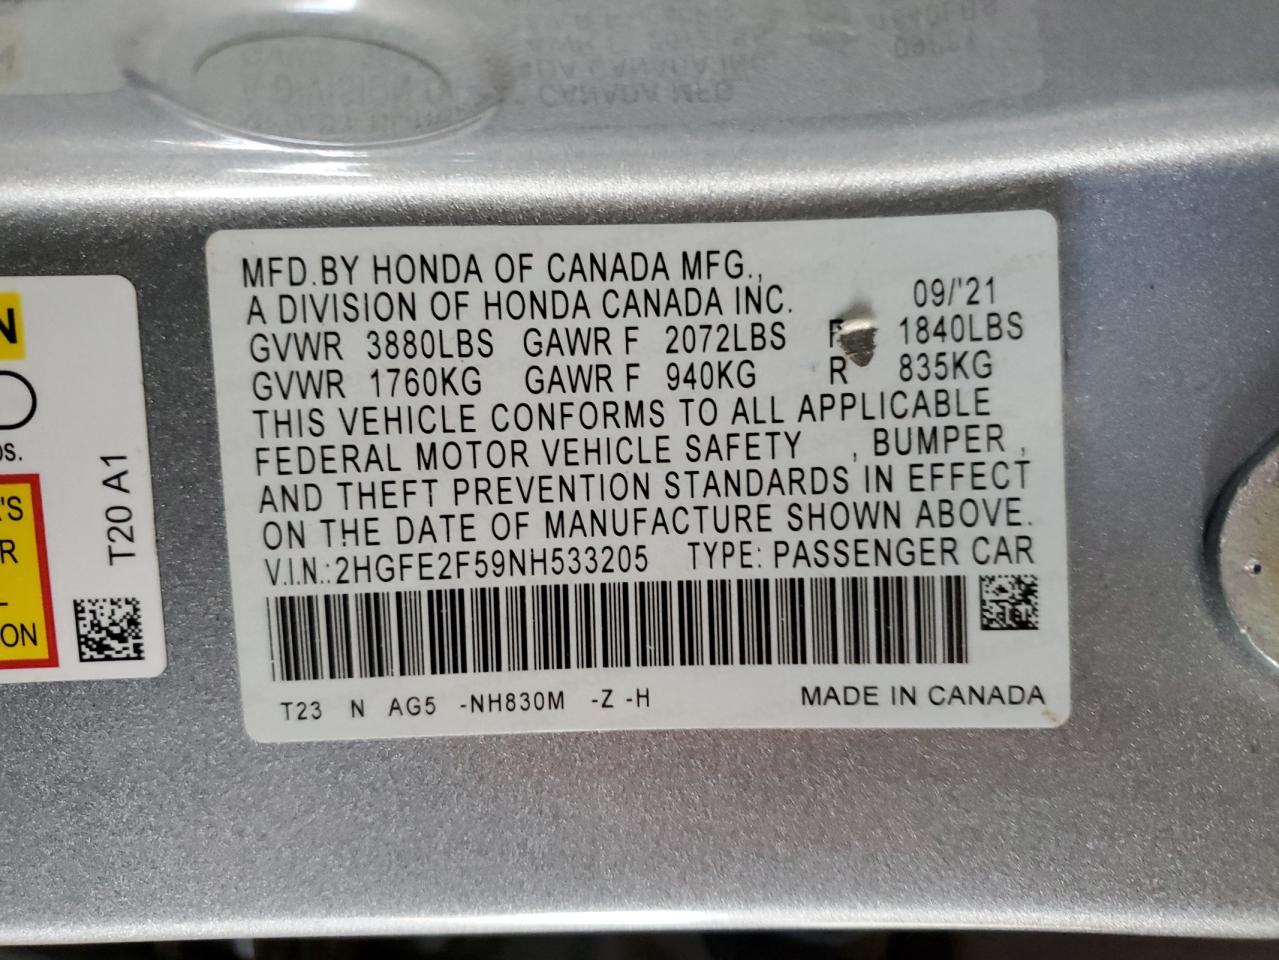 MFD.BY HONDA OF CANADA MFG.,
A DIVISION OF HONDA CANADA INC. 09/'21
GVWR 3880LBS GAWR F 2072LBS 1840LBS
GVWR 1760KG GAWR F 940KG R 835KG
THIS VEHICLE CONFORMS TO ALL APPLICABLE
FEDERAL MOTOR VEHICLE SAFETY , BUMPER ,
AND THEFT PREVENTION STANDARDS IN EFFECT
ON THE DATE OF MANUFACTURE SHOWN ABOVE.
V.I.N.:2HGFE2F59NH533205 TYPE: PASSENGER CAR
T23 N AG5 -NH830M -Z -H MADE IN CANADA
T20 A1